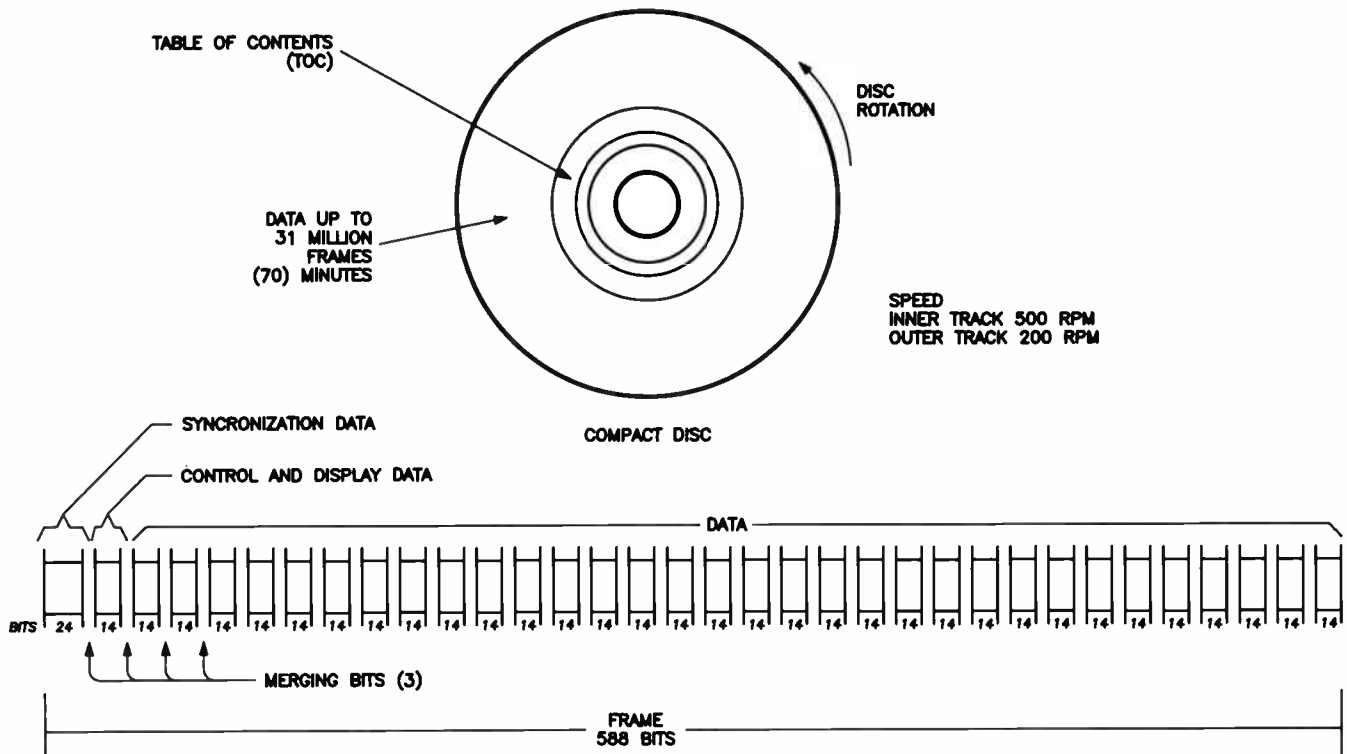 TABLE OF CONTENTS
(TOC)
DISC
ROTATION
DATA UP TO
31 MILLION
FRAMES
(70) MINUTES
SPEED
INNER TRACK 500 RPM
OUTER TRACK 200 RPM
COMPACT DISC
SYNCRONIZATION DATA
CONTROL AND DISPLAY DATA
DATA
BITS 24 14 14 14 14 14 14 14 14 14 14 14 14 14 14 14 14 14 14 14 14 14 14 14 14 14 14 14 14 14 14 14 14 14
MERGING BITS (3)
FRAME
588 BITS